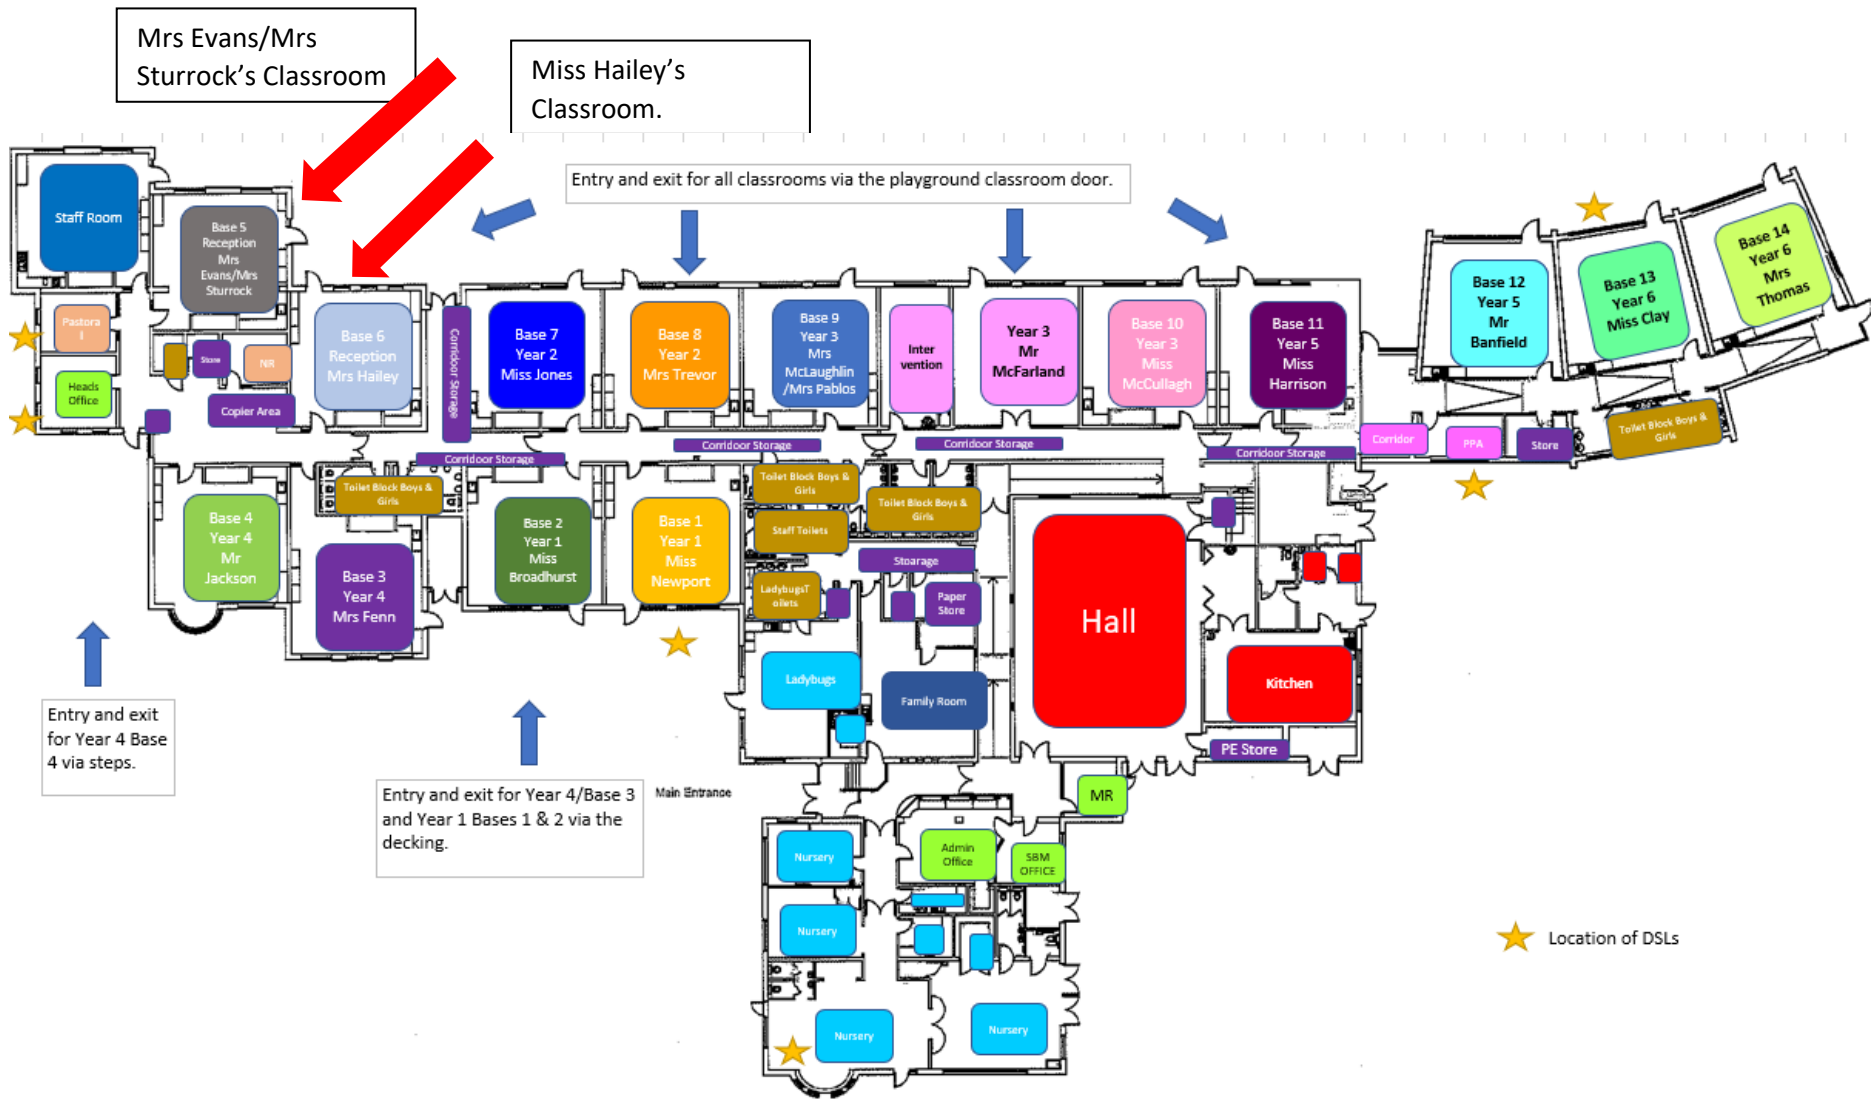 Mrs Evans/Mrs
Sturrock's Classroom
Miss Hailey's
Classroom.
Entry and exit for all classrooms via the playground classroom door.
Staff Room
Base 5
Reception
Mrs
Evans/Mrs
Sturrock
Pastora
l
Heads
Office
Store
NR
Copier Area
Base 6
Reception
Mrs Hailey
Corridoor Storage
Base 7
Year 2
Miss Jones
Base 8
Year 2
Mrs Trevor
Base 9
Year 3
Mrs
McLaughlin
/Mrs Pablos
Inter
vention
Year 3
Mr
McFarland
Base 10
Year 3
Miss
McCullagh
Base 11
Year 5
Miss
Harrison
Base 12
Year 5
Mr
Banfield
Base 13
Year 6
Miss Clay
Base 14
Year 6
Mrs
Thomas
Corridoor Storage
Corridoor Storage
Corridoor Storage
Corridoor Storage
Corridor
PPA
Store
Toilet Block Boys &
Girls
Base 4
Year 4
Mr
Jackson
Toilet Block Boys &
Girls
Base 3
Year 4
Mrs Fenn
Base 2
Year 1
Miss
Broadhurst
Base 1
Year 1
Miss
Newport
Toilet Block Boys &
Girls
Toilet Block Boys &
Girls
Staff Toilets
Stoarage
LadybugsT
oilets
Paper
Store
Ladybugs
Family Room
Hall
Kitchen
PE Store
Entry and exit
for Year 4 Base
4 via steps.
Entry and exit for Year 4/Base 3
and Year 1 Bases 1 & 2 via the
decking.
Main Entrance
MR
Nursery
Admin
Office
SBM
OFFICE
Nursery
Nursery
Nursery
Location of DSLs